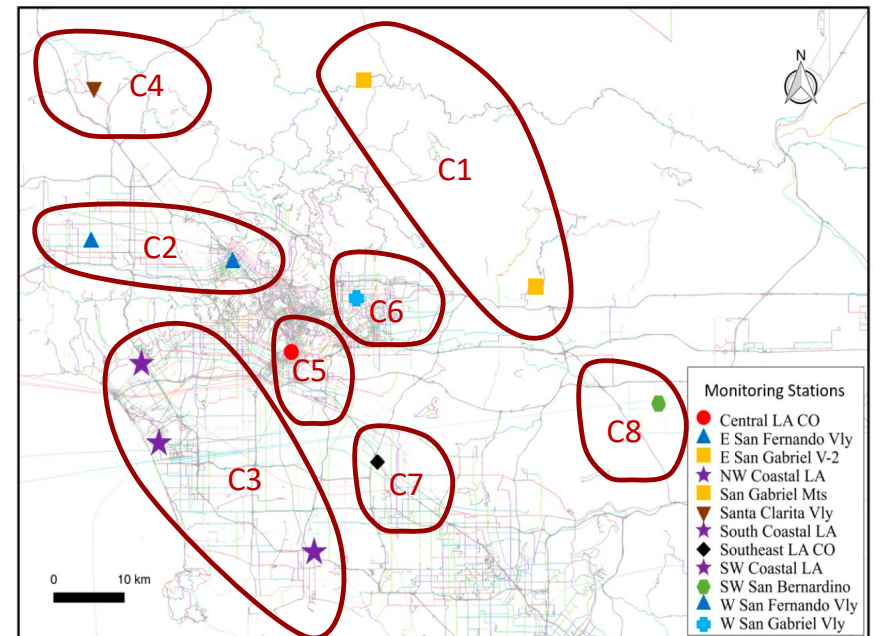 N
C4
C1
C2
C6
C5
C8
C3
C7
0 10 km
Monitoring Stations
Central LA CO
E San Fernando Vly
E San Gabriel V-2
NW Coastal LA
San Gabriel Mts
Santa Clarita Vly
South Coastal LA
Southeast LA CO
SW Coastal LA
SW San Bernardino
W San Fernando Vly
W San Gabriel Vly